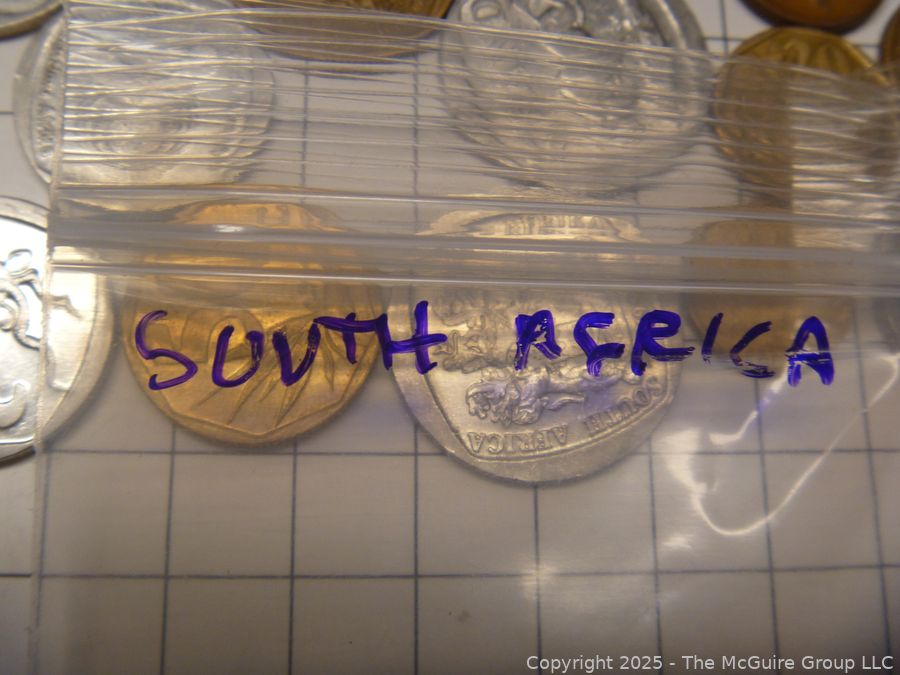 SOUTH AFRICA
SOUTH AFRICA
Copyright 2025 - The McGuire Group LLC